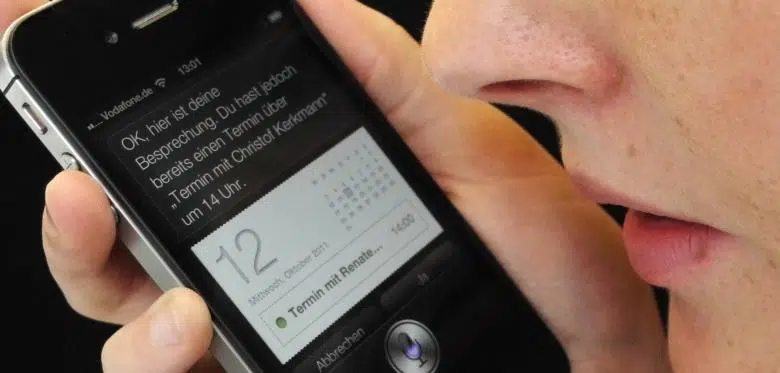 Vodafone.de 13:01
OK, hier ist deine
Besprechung. Du hast jedoch
bereits einen Termin über
„Termin mit Christof Kerkmann"
um 14 Uhr.
12
Mittwoch, Oktober 2011
Termin mit Renate... 14:00
Abbrechen Ja